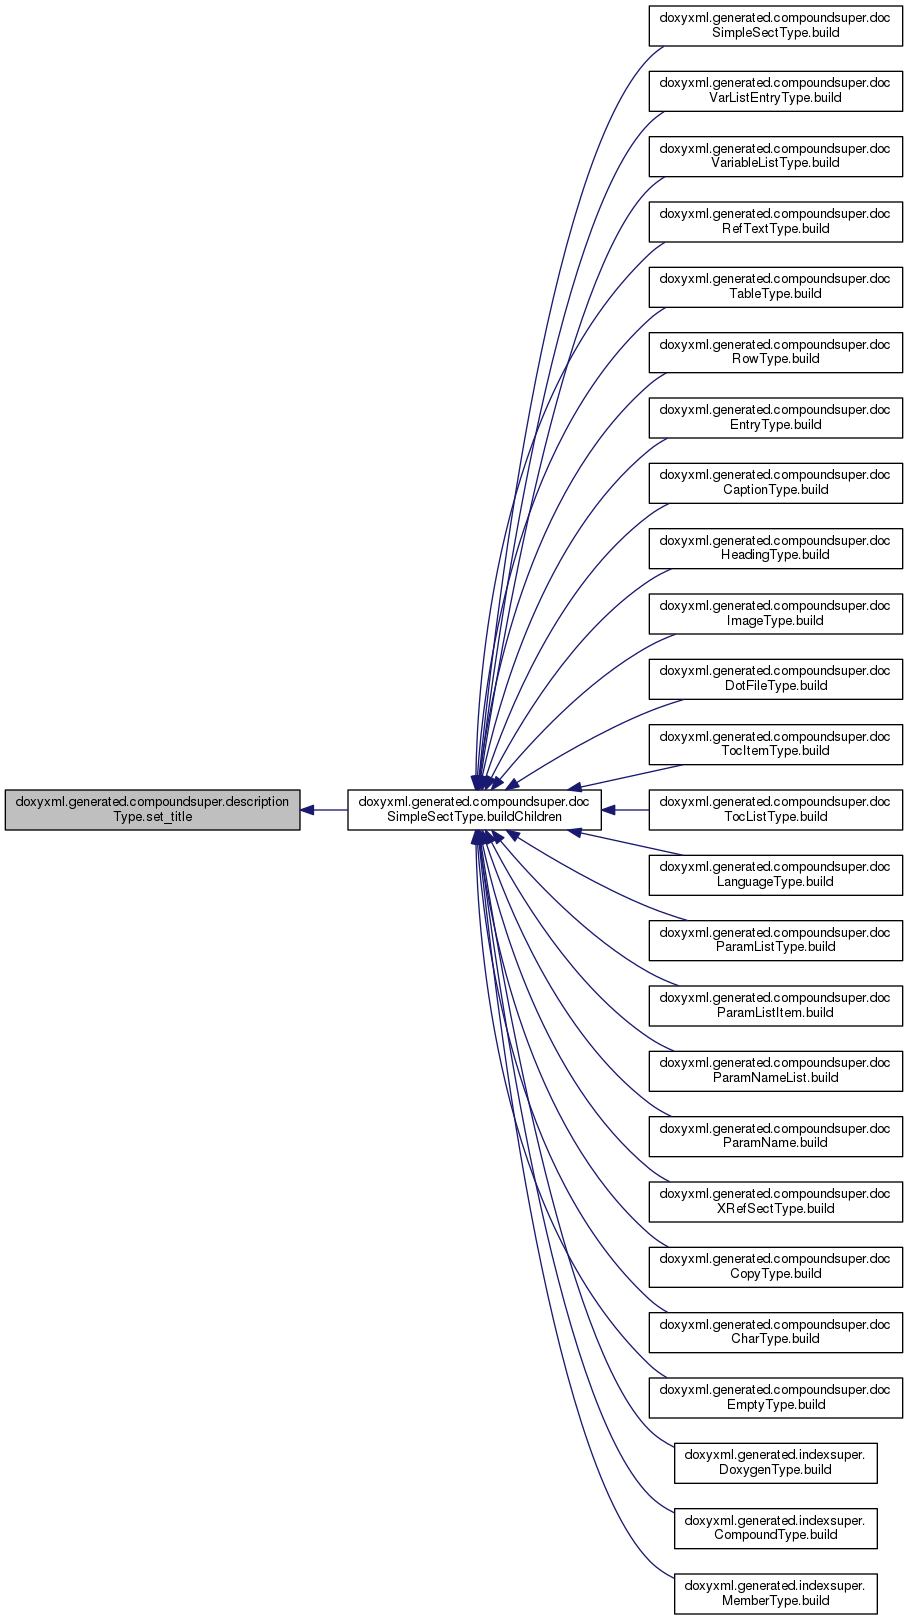 doxyxml.generated.compoundsuper.description
Type.set_title
doxyxml.generated.compoundsuper.doc
SimpleSectType.buildChildren
doxyxml.generated.compoundsuper.doc
SimpleSectType.build
doxyxml.generated.compoundsuper.doc
VarListEntryType.build
doxyxml.generated.compoundsuper.doc
VariableListType.build
doxyxml.generated.compoundsuper.doc
RefTextType.build
doxyxml.generated.compoundsuper.doc
TableType.build
doxyxml.generated.compoundsuper.doc
RowType.build
doxyxml.generated.compoundsuper.doc
EntryType.build
doxyxml.generated.compoundsuper.doc
CaptionType.build
doxyxml.generated.compoundsuper.doc
HeadingType.build
doxyxml.generated.compoundsuper.doc
ImageType.build
doxyxml.generated.compoundsuper.doc
DotFileType.build
doxyxml.generated.compoundsuper.doc
TocItemType.build
doxyxml.generated.compoundsuper.doc
TocListType.build
doxyxml.generated.compoundsuper.doc
LanguageType.build
doxyxml.generated.compoundsuper.doc
ParamListType.build
doxyxml.generated.compoundsuper.doc
ParamListItem.build
doxyxml.generated.compoundsuper.doc
ParamNameList.build
doxyxml.generated.compoundsuper.doc
ParamName.build
doxyxml.generated.compoundsuper.doc
XRefSectType.build
doxyxml.generated.compoundsuper.doc
CopyType.build
doxyxml.generated.compoundsuper.doc
CharType.build
doxyxml.generated.compoundsuper.doc
EmptyType.build
doxyxml.generated.indexsuper.
DoxygenType.build
doxyxml.generated.indexsuper.
CompoundType.build
doxyxml.generated.indexsuper.
MemberType.build